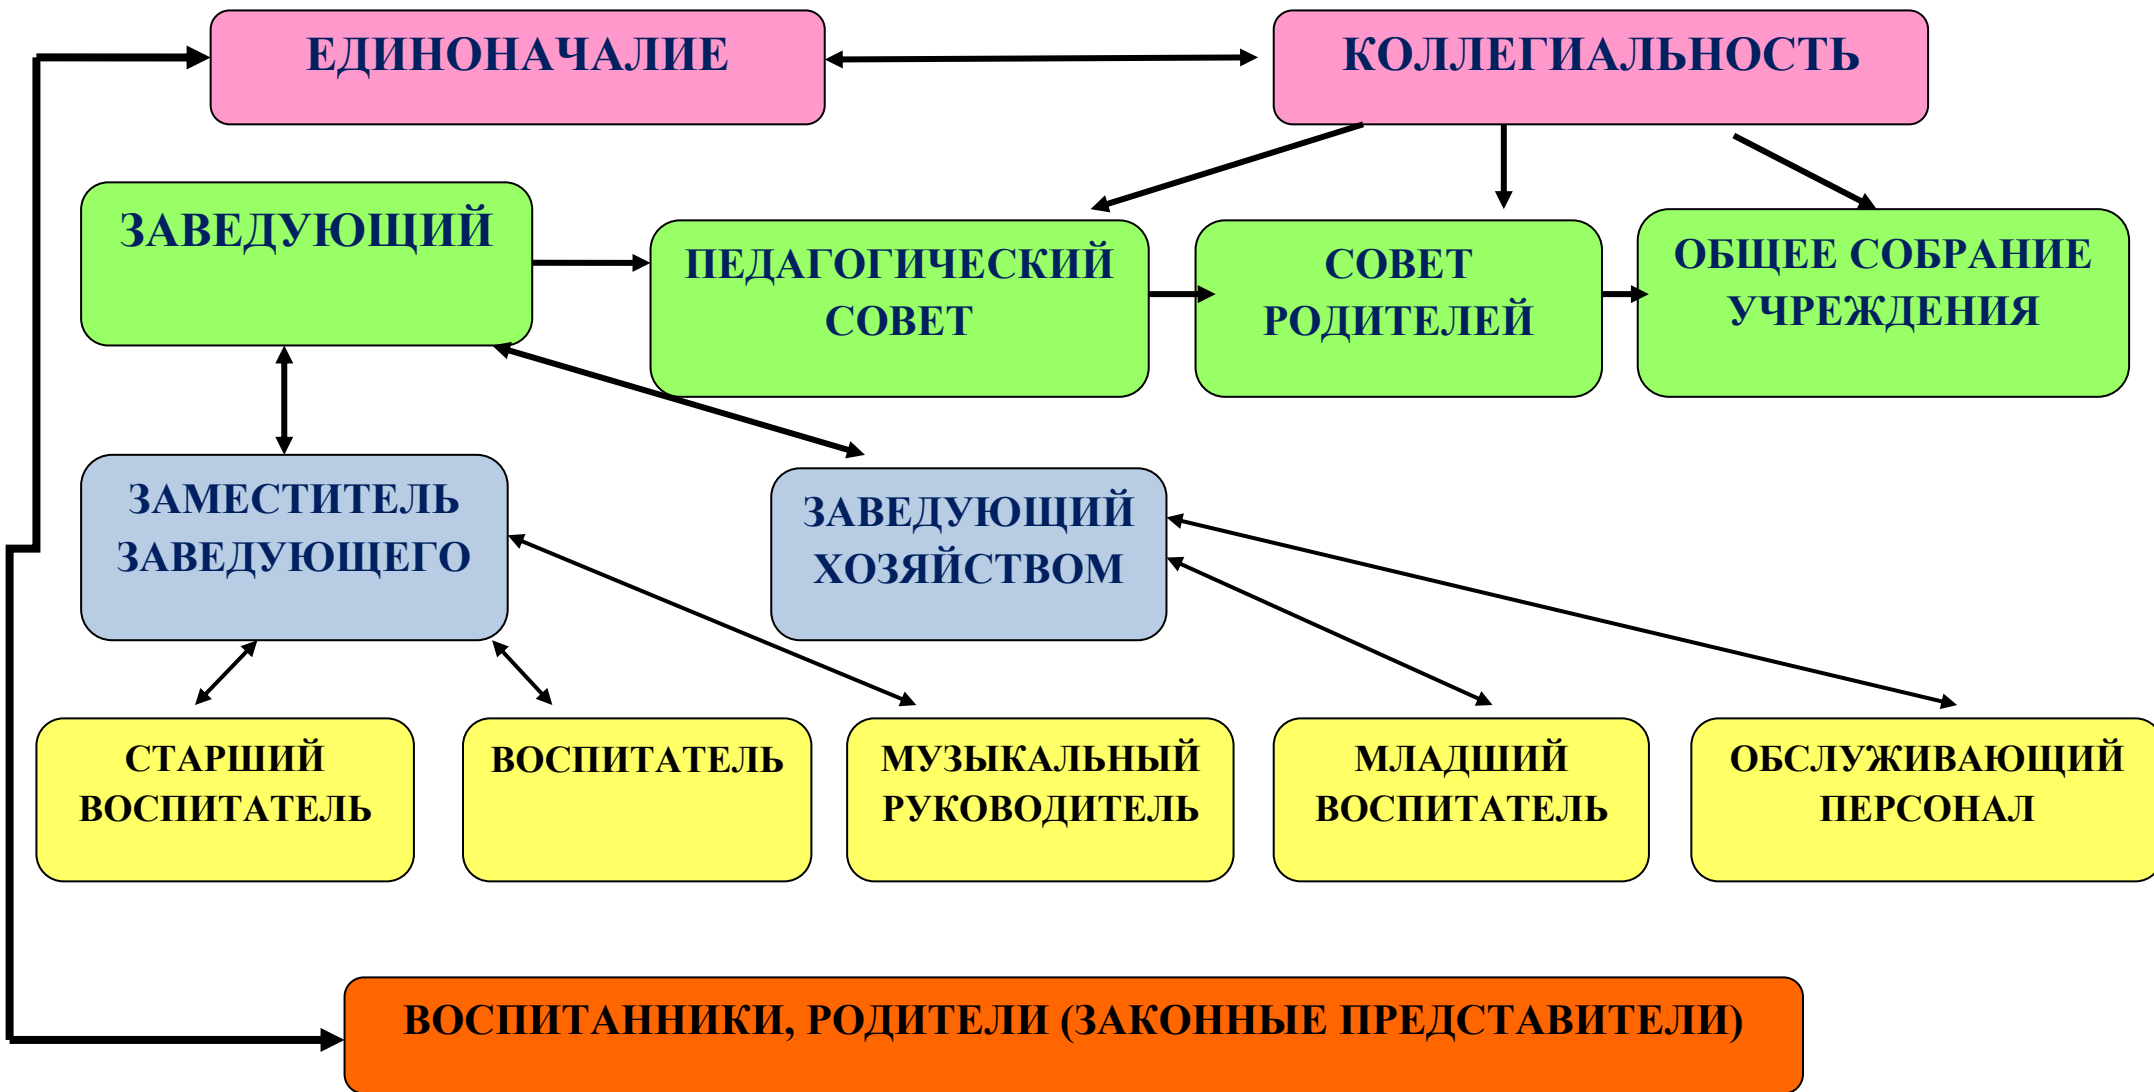 ЕДИНОНАЧАЛИЕ
КОЛЛЕГИАЛЬНОСТЬ
ЗАВЕДУЮЩИЙ
ПЕДАГОГИЧЕСКИЙ
СОВЕТ
СОВЕТ
РОДИТЕЛЕЙ
ОБЩЕЕ СОБРАНИЕ
УЧРЕЖДЕНИЯ
ЗАМЕСТИТЕЛЬ
ЗАВЕДУЮЩЕГО
ЗАВЕДУЮЩИЙ
ХОЗЯЙСТВОМ
СТАРШИЙ
ВОСПИТАТЕЛЬ
ВОСПИТАТЕЛЬ
МУЗЫКАЛЬНЫЙ
РУКОВОДИТЕЛЬ
МЛАДШИЙ
ВОСПИТАТЕЛЬ
ОБСЛУЖИВАЮЩИЙ
ПЕРСОНАЛ
ВОСПИТАННИКИ, РОДИТЕЛИ (ЗАКОННЫЕ ПРЕДСТАВИТЕЛИ)